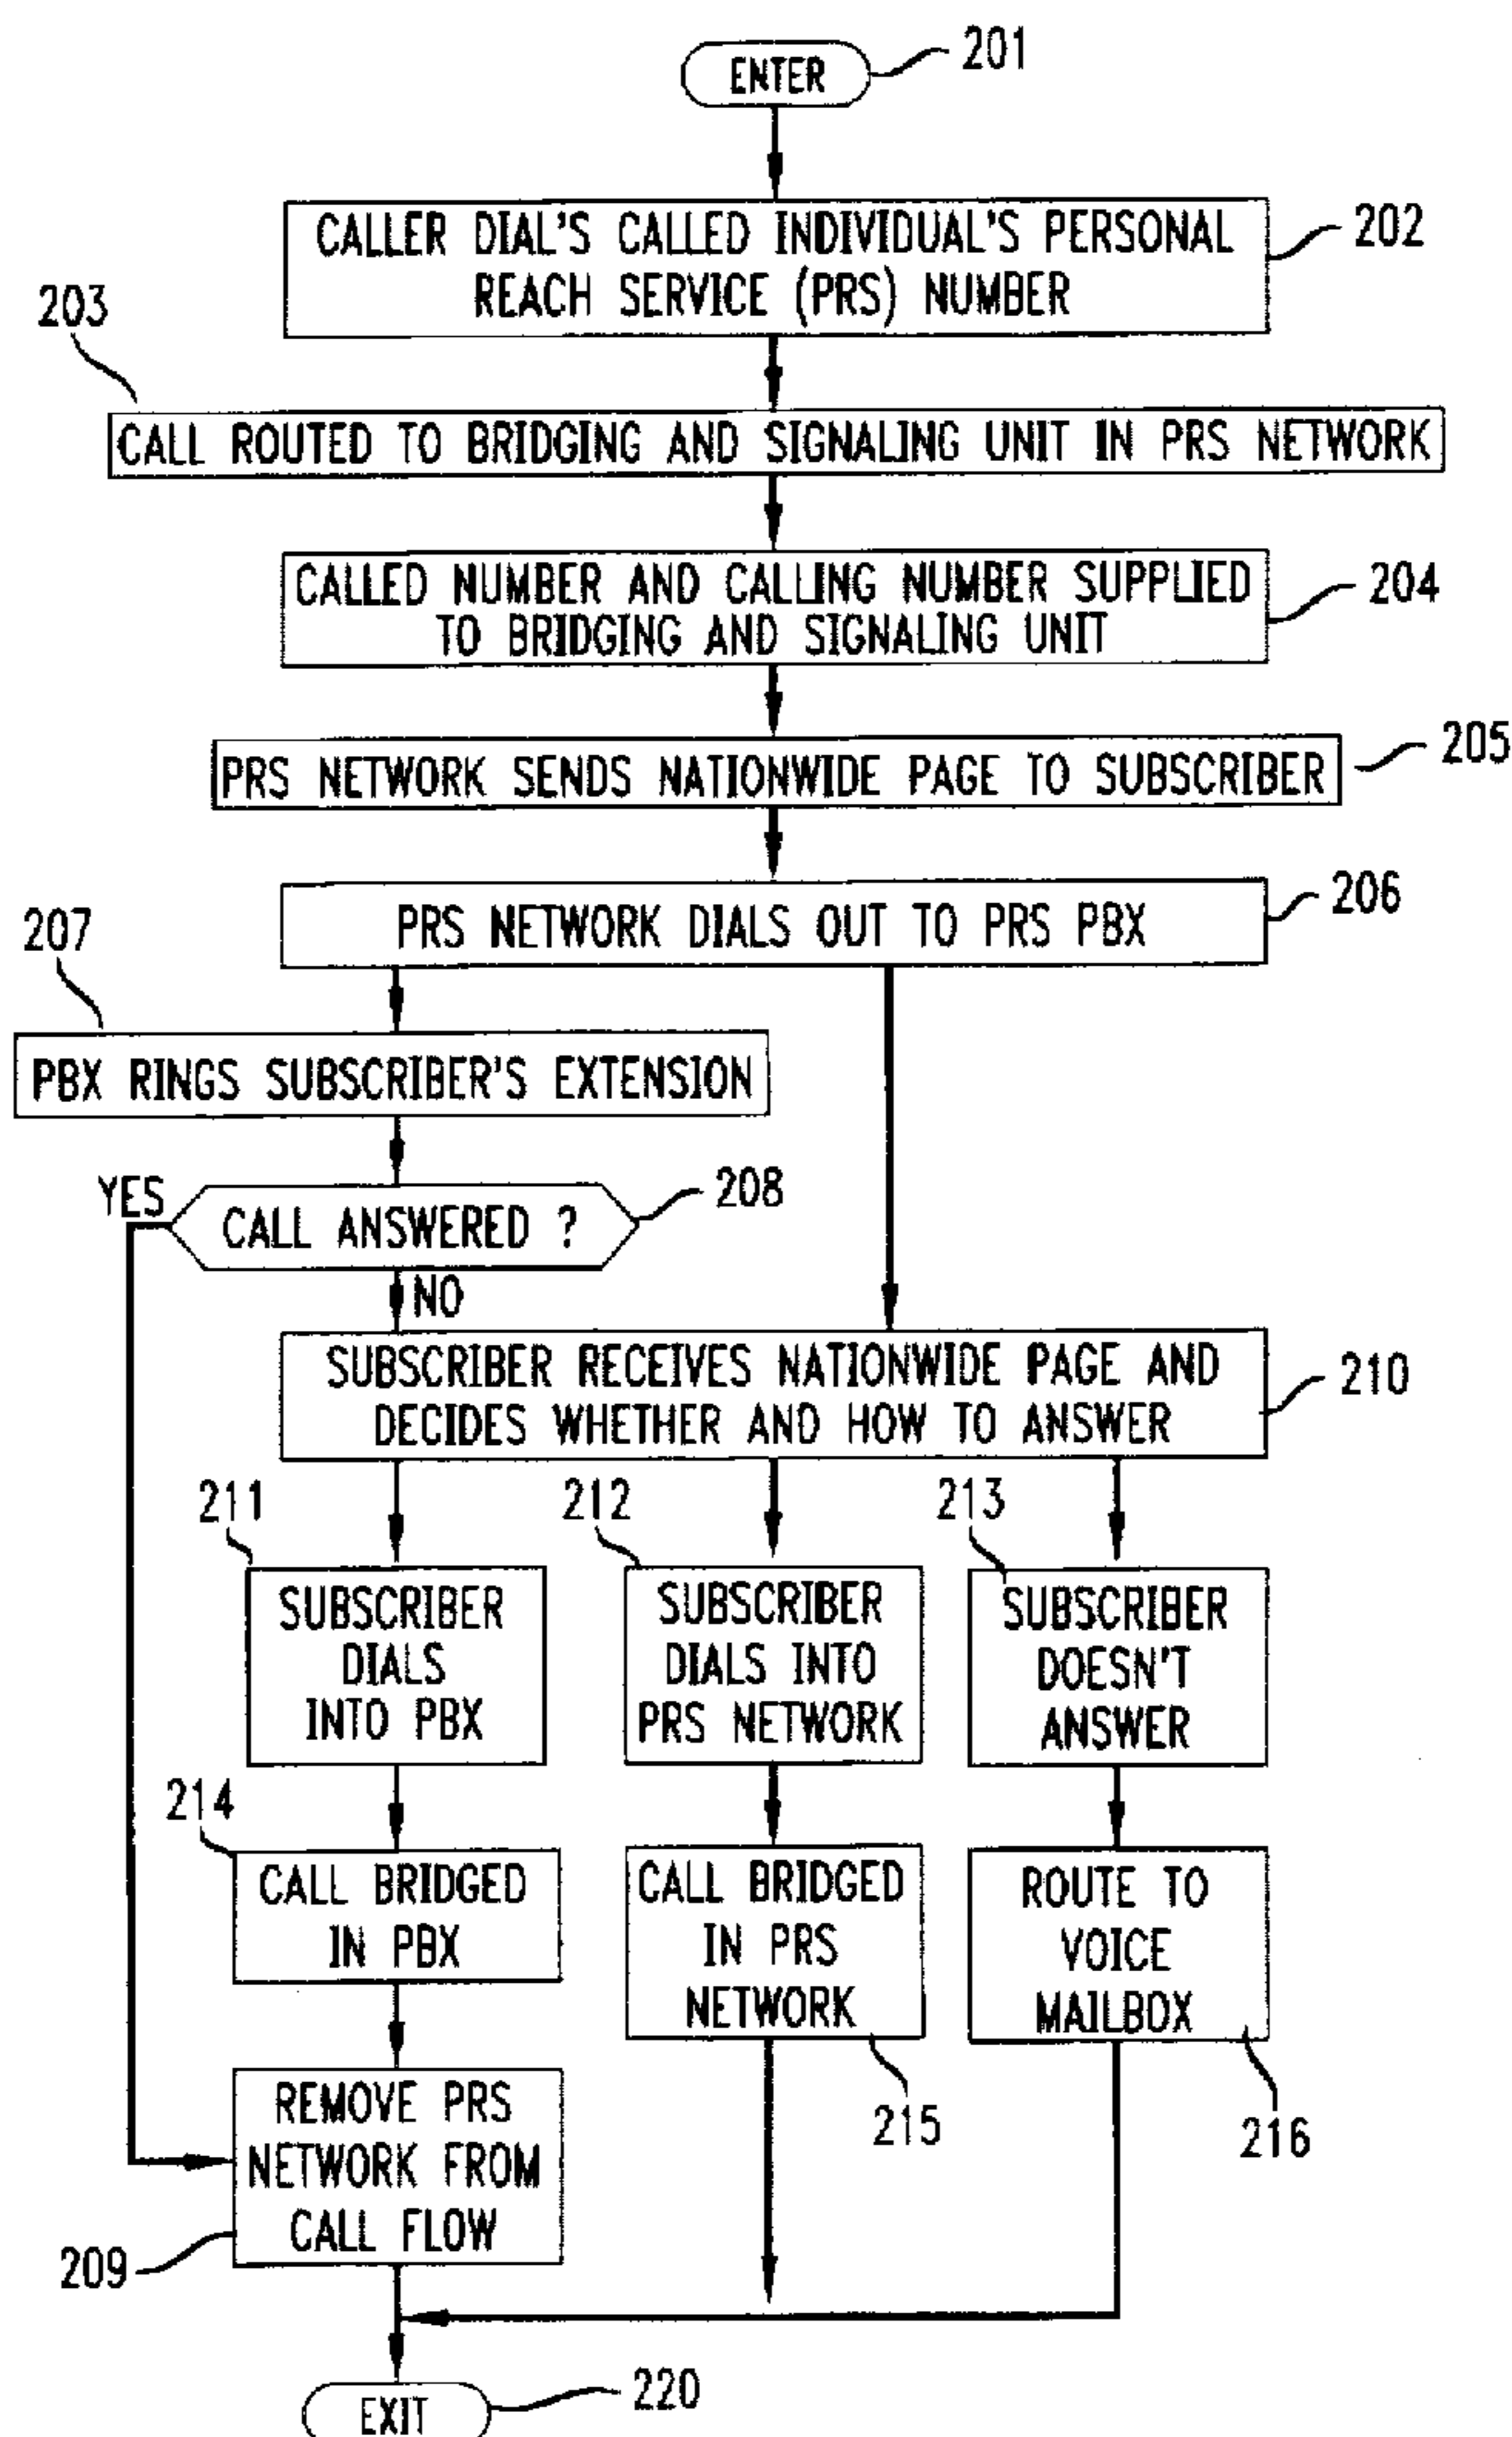 ENTER
201
CALLER DIAL'S CALLED INDIVIDUAL'S PERSONAL
REACH SERVICE (PRS) NUMBER
202
203
CALL ROUTED TO BRIDGING AND SIGNALING UNIT IN PRS NETWORK
CALLED NUMBER AND CALLING NUMBER SUPPLIED
TO BRIDGING AND SIGNALING UNIT
204
PRS NETWORK SENDS NATIONWIDE PAGE TO SUBSCRIBER
205
PRS NETWORK DIALS OUT TO PRS PBX
206
207
PBX RINGS SUBSCRIBER'S EXTENSION
YES
CALL ANSWERED ?
208
NO
SUBSCRIBER RECEIVES NATIONWIDE PAGE AND
DECIDES WHETHER AND HOW TO ANSWER
210
211
SUBSCRIBER
DIALS
INTO PBX
212
SUBSCRIBER
DIALS INTO
PRS NETWORK
213
SUBSCRIBER
DOESN'T
ANSWER
214
CALL BRIDGED
IN PBX
CALL BRIDGED
IN PRS
NETWORK
215
ROUTE TO
VOICE
MAILBOX
216
REMOVE PRS
NETWORK FROM
CALL FLOW
209
EXIT
220